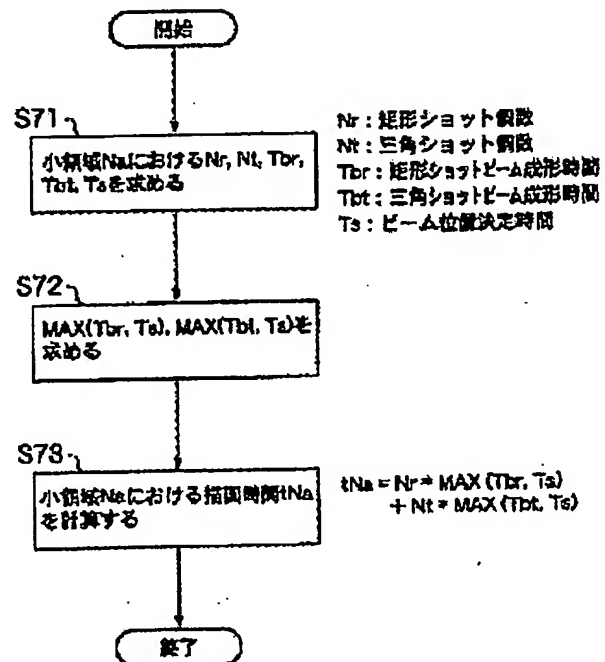 開始
S71
小領域NaにおけるNr, Nt, Tbr,
Tbt, Tsを求める
Nr : 矩形ショット個数
Nt : 三角ショット個数
Tbr : 矩形ショットビーム成形時間
Tbt : 三角ショットビーム成形時間
Ts : ビーム位置決定時間
S72
MAX(Tbr, Ts), MAX(Tbt, Ts)を
求める
S73
小領域Naにおける描画時間tNa
を計算する
tNa = Nr * MAX (Tbr, Ts)
+ Nt * MAX (Tbt, Ts)
終了